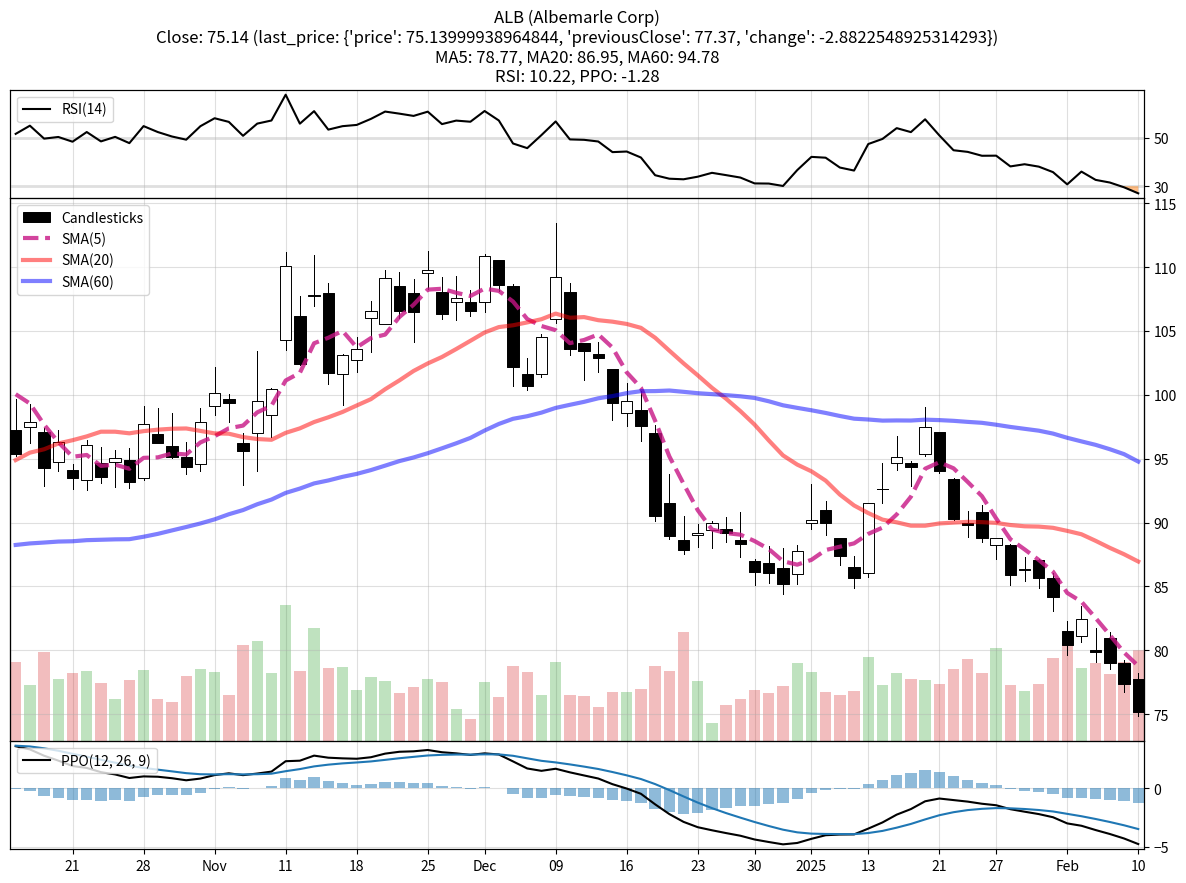 ALB (Albemarle Corp)
Close: 75.14 (last_price: {'price': 75.13999938964844, 'previousClose': 77.37, 'change': -2.8822548925314293})
MA5: 78.77, MA20: 86.95, MA60: 94.78
RSI: 10.22, PPO: -1.28
RSI(14)
50
30
Candlesticks
SMA(5)
SMA(20)
SMA(60)
115
110
105
100
95
90
85
80
75
PPO(12, 26, 9)
0
−5
21 28 Nov 11 18 25 Dec 09 16 23 30 2025 13 21 27 Feb 10